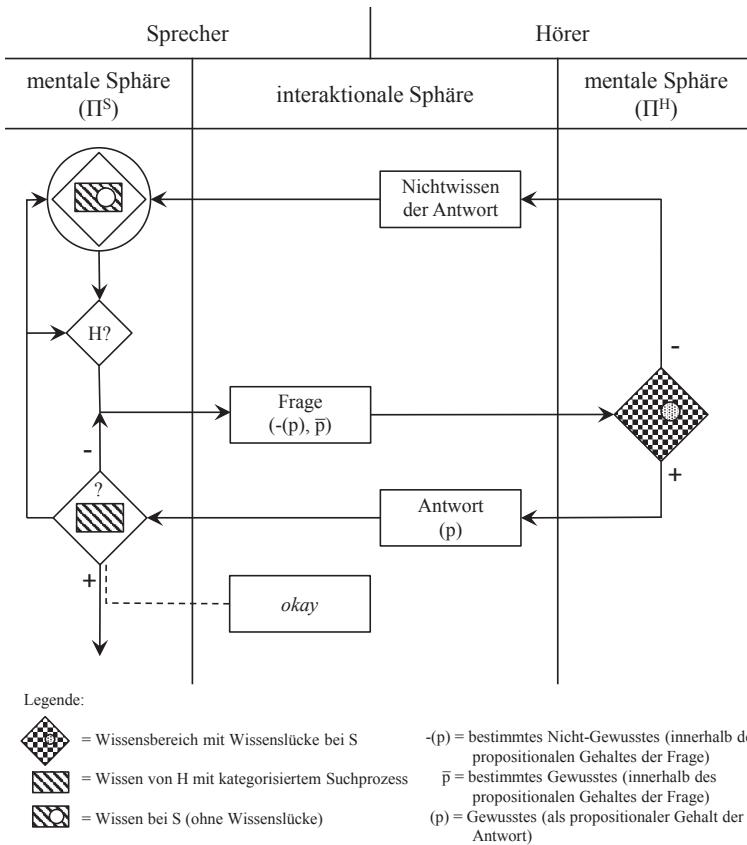 Sprecher
Hörer
mentale Sphäre
(Π^S)
interaktionale Sphäre
mentale Sphäre
(Π^H)
Nichtwissen
der Antwort
H?
-
Frage
(-(p), p̅)
-
?
+
Antwort
(p)
+
okay
Legende:
= Wissensbereich mit Wissenslücke bei S
= Wissen von H mit kategorisiertem Suchprozess
= Wissen bei S (ohne Wissenslücke)
-(p) = bestimmtes Nicht-Gewusstes (innerhalb de
propositionalen Gehaltes der Frage)
p̅ = bestimmtes Gewusstes (innerhalb des
propositionalen Gehaltes der Frage)
(p) = Gewusstes (als propositionaler Gehalt der
Antwort)